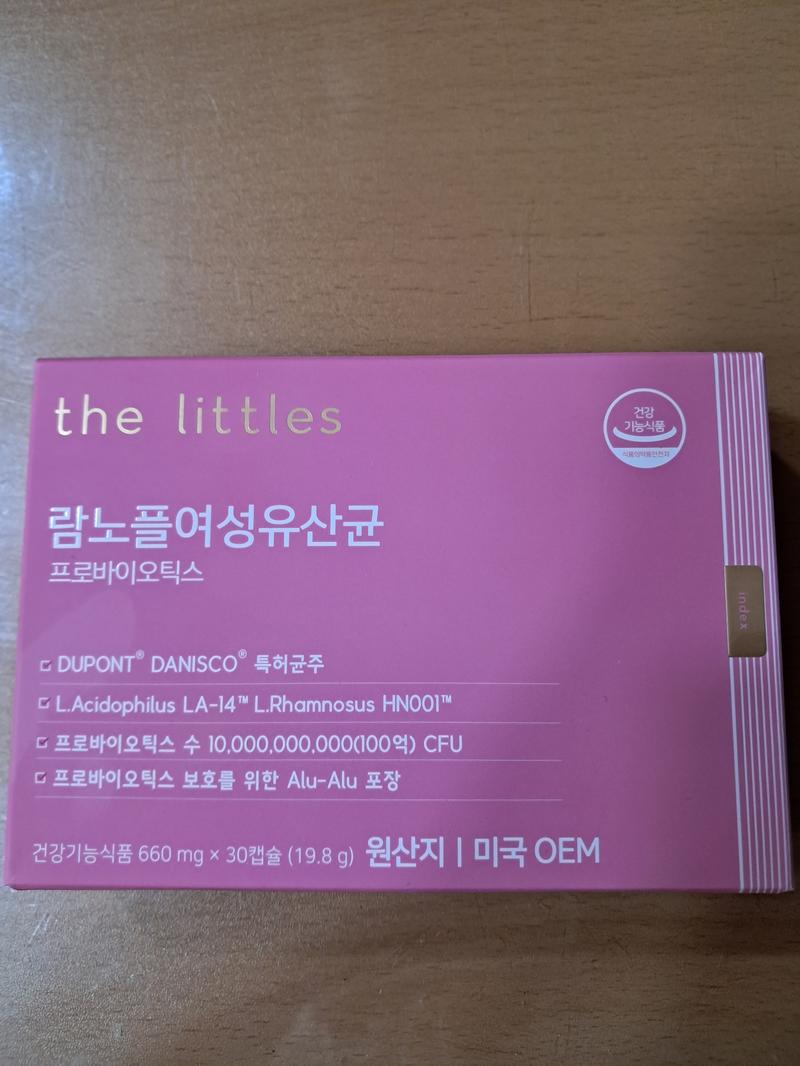 the littles
건강
기능식품
식품의약품안전처
람노플여성유산균
프로바이오틱스
DUPONT® DANISCO® 특허균주
L.Acidophilus LA-14™ L.Rhamnosus HN001™
프로바이오틱스 수 10,000,000,000(100억) CFU
프로바이오틱스 보호를 위한 Alu-Alu 포장
건강기능식품 660 mg × 30캡슐 (19.8 g) 원산지 | 미국 OEM
index